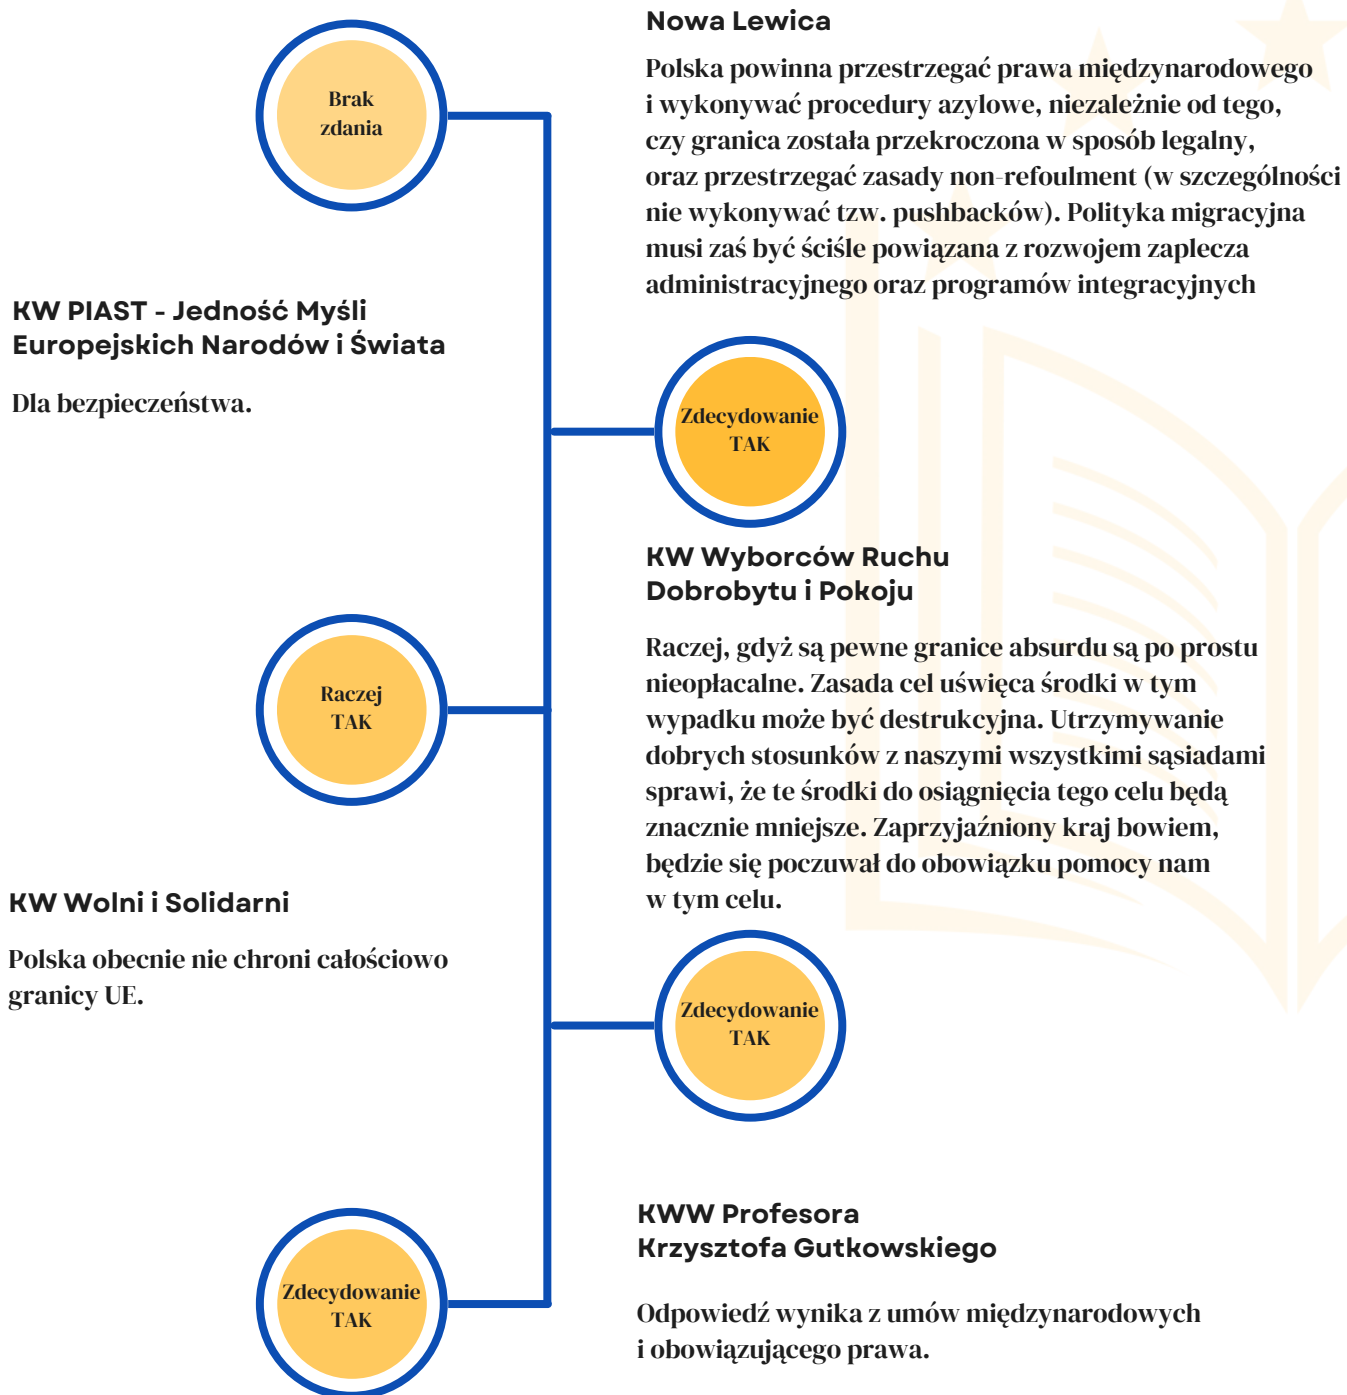 Nowa Lewica
Brak
zdania
Polska powinna przestrzegać prawa międzynarodowego
i wykonywać procedury azylowe, niezależnie od tego,
czy granica została przekroczona w sposób legalny,
oraz przestrzegać zasady non-refoulment (w szczególności
nie wykonywać tzw. pushbacków). Polityka migracyjna
musi zaś być ściśle powiązana z rozwojem zaplecza
administracyjnego oraz programów integracyjnych
KW PIAST - Jedność Myśli
Europejskich Narodów i Świata
Dla bezpieczeństwa.
Zdecydowanie
TAK
KW Wyborców Ruchu
Dobrobytu i Pokoju
Raczej
TAK
Raczej, gdyż są pewne granice absurdu są po prostu
nieopłacalne. Zasada cel uświęca środki w tym
wypadku może być destrukcyjna. Utrzymywanie
dobrych stosunków z naszymi wszystkimi sąsiadami
sprawi, że te środki do osiągnięcia tego celu będą
znacznie mniejsze. Zaprzyjaźniony kraj bowiem,
będzie się poczuwał do obowiązku pomocy nam
w tym celu.
KW Wolni i Solidarni
Polska obecnie nie chroni całościowo
granicy UE.
Zdecydowanie
TAK
KWW Profesora
Krzysztofa Gutkowskiego
Zdecydowanie
TAK
Odpowiedź wynika z umów międzynarodowych
i obowiązującego prawa.